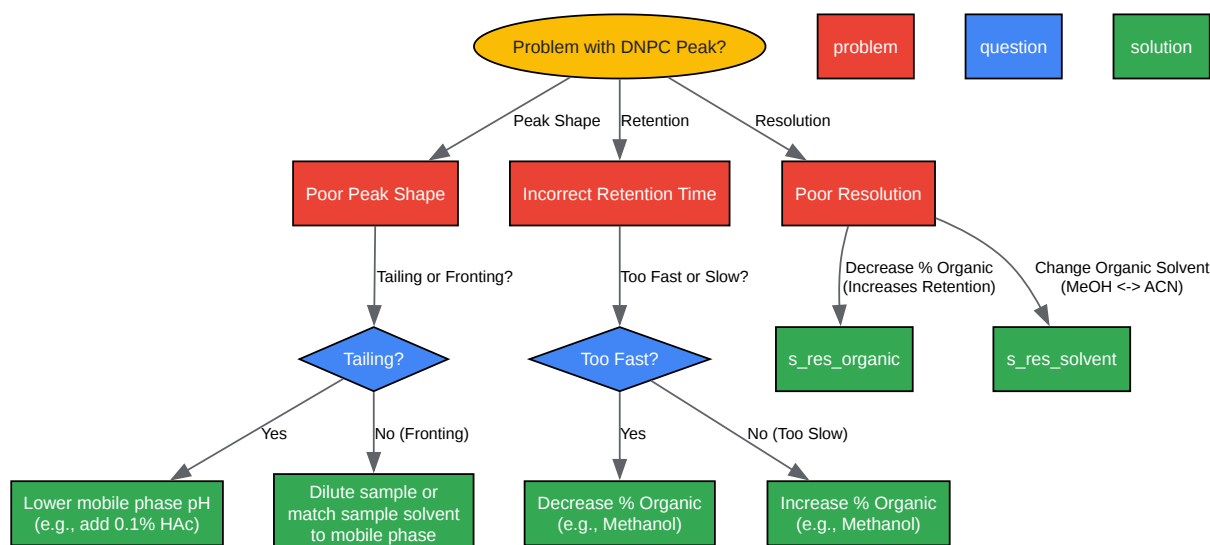 Problem with DNPC Peak?
problem
question
solution
Peak Shape
Retention
Resolution
Poor Peak Shape
Incorrect Retention Time
Poor Resolution
Tailing or Fronting?
Too Fast or Slow?
Decrease % Organic
(Increases Retention)
Change Organic Solvent
(MeOH <-> ACN)
Tailing?
Too Fast?
s_res_organic
s_res_solvent
Yes
No (Fronting)
Yes
No (Too Slow)
Lower mobile phase pH
(e.g., add 0.1% HAc)
Dilute sample or
match sample solvent
to mobile phase
Decrease % Organic
(e.g., Methanol)
Increase % Organic
(e.g., Methanol)